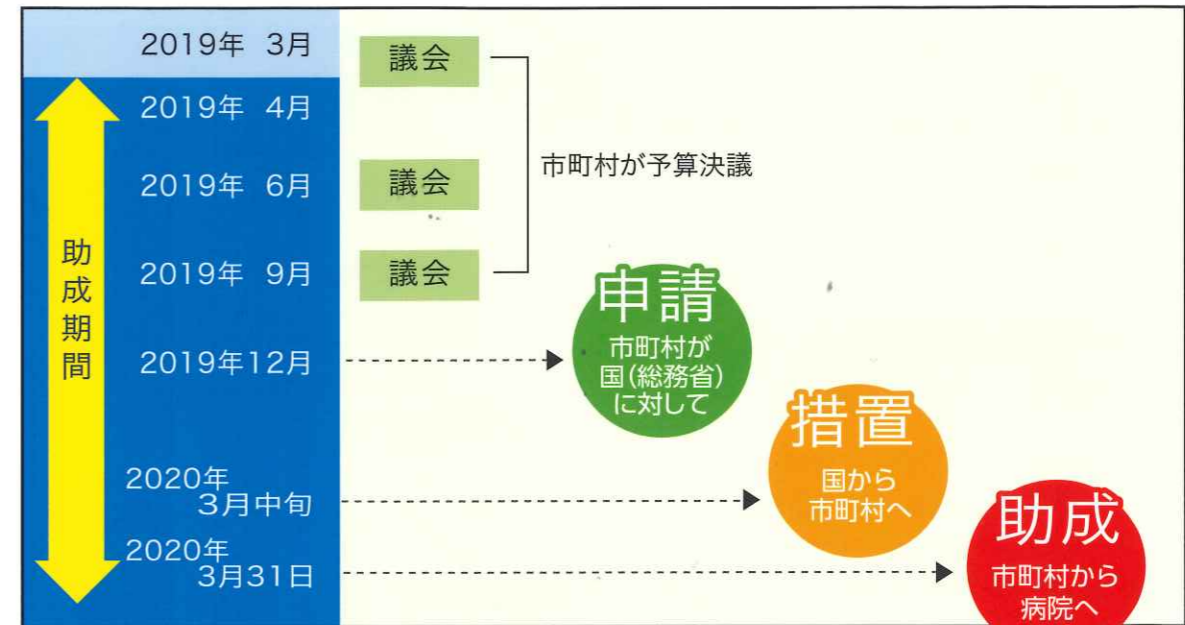 2019年 3月
議会
2019年 4月
市町村が予算決議
2019年 6月
議会
2019年 9月
議会
助成期間
申請
市町村が
国(総務省)
に対して
2019年12月
措置
国から
市町村へ
2020年
3月中旬
助成
市町村から
病院へ
2020年
3月31日